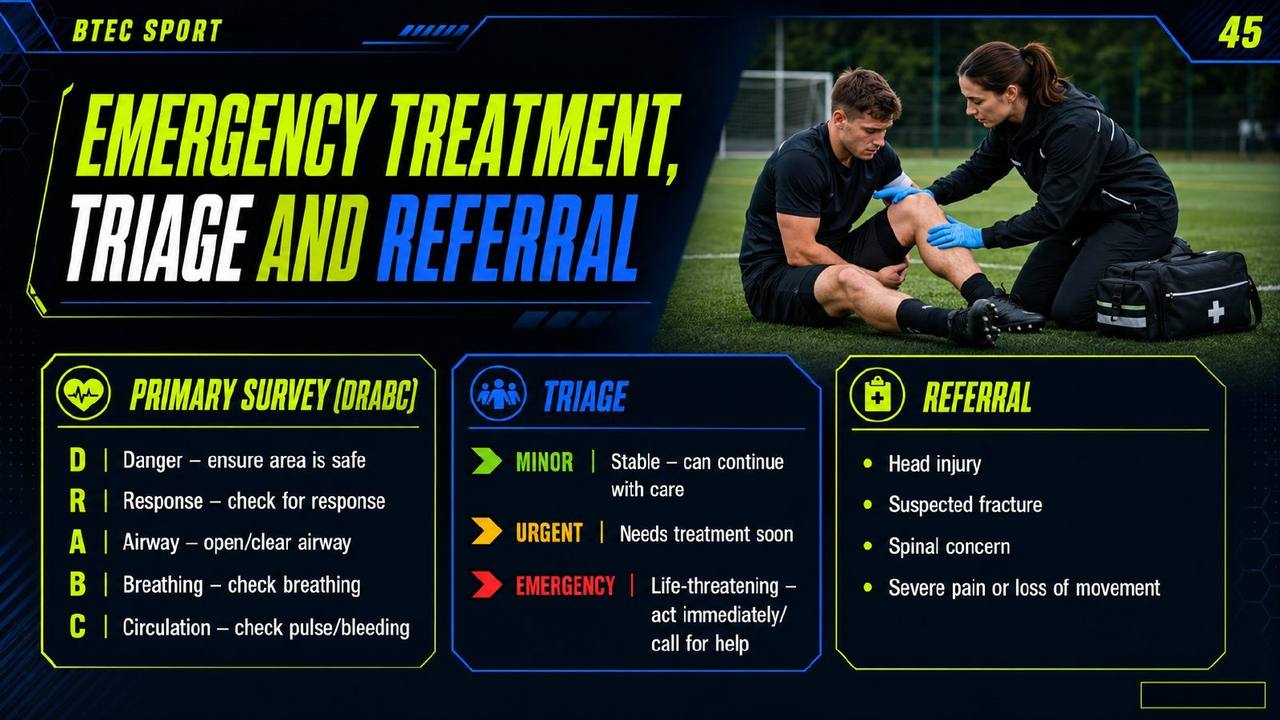 BTEC SPORT
45
EMERGENCY TREATMENT,
TRIAGE AND REFERRAL
PRIMARY SURVEY (DRABC)
D | Danger – ensure area is safe
R | Response – check for response
A | Airway – open/clear airway
B | Breathing – check breathing
C | Circulation – check pulse/bleeding
TRIAGE
MINOR | Stable – can continue
with care
URGENT | Needs treatment soon
EMERGENCY | Life-threatening –
act immediately/
call for help
REFERRAL
• Head injury
• Suspected fracture
• Spinal concern
• Severe pain or loss of movement